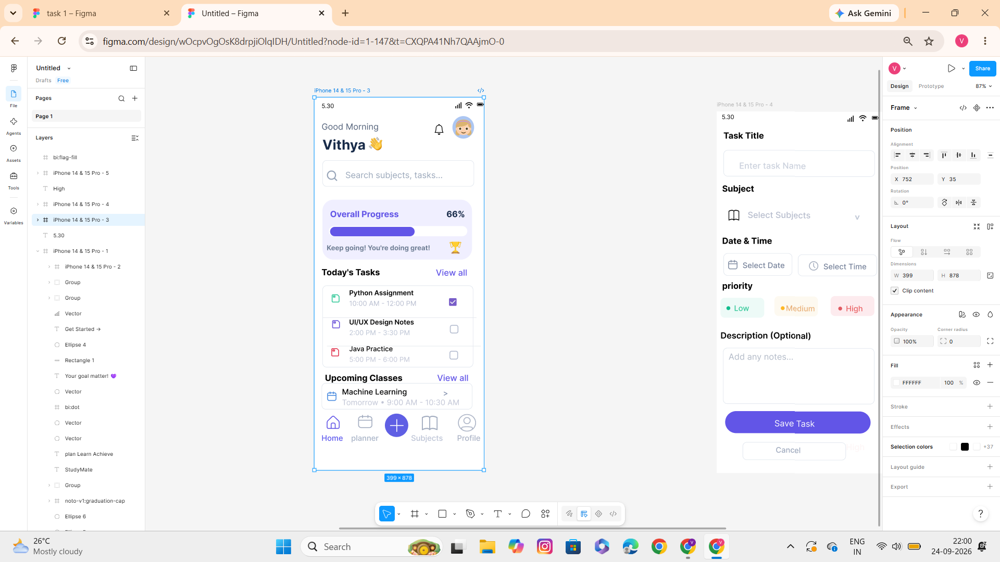 task 1 – Figma
Untitled – Figma
Ask Gemini
figma.com/design/wOcpvOgOsK8drpjiOlqIDH/Untitled?node-id=1-147&t=CXQPA41Nh7QAAjmO-0
V
File
Agents
Assets
Tools
Variables
Untitled
Drafts Free
Pages
Page 1
Layers
bi:flag-fill
iPhone 14 & 15 Pro - 5
High
iPhone 14 & 15 Pro - 4
iPhone 14 & 15 Pro - 3
5.30
iPhone 14 & 15 Pro - 1
iPhone 14 & 15 Pro - 2
Group
Group
Vector
Get Started →
Ellipse 4
Rectangle 1
Your goal matter! 💜
Vector
bi:dot
Vector
Vector
plan Learn Achieve
StudyMate
Group
noto-v1:graduation-cap
Ellipse 6
iPhone 14 & 15 Pro - 3
5.30
Good Morning
Vithya 👋
Search subjects, tasks...
Overall Progress 66%
Keep going! You're doing great!
Today's Tasks View all
Python Assignment
10:00 AM - 12:00 PM
UI/UX Design Notes
2:00 PM - 3:30 PM
Java Practice
5:00 PM - 6:00 PM
Upcoming Classes View all
Machine Learning >
Tomorrow • 9:00 AM - 10:30 AM
Home planner Subjects Profile
399 × 878
iPhone 14 & 15 Pro - 4
5.30
Task Title
Enter task Name
Subject
Select Subjects v
Date & Time
Select Date Select Time
priority
Low Medium High
Description (Optional)
Add any notes...
Save Task
High
Cancel
V
Share
Design Prototype 87%
Frame
Position
Alignment
Position
X 752 Y 35
Rotation
0°
Layout
Flow
Dimensions
W 399 H 878
Clip content
Appearance
Opacity Corner radius
100% 0
Fill
FFFFFF 100 %
Stroke
Effects
Selection colors +37
Layout guide
Export
?
26°C
Mostly cloudy
Search
ENG
IN
22:00
24-09-2026